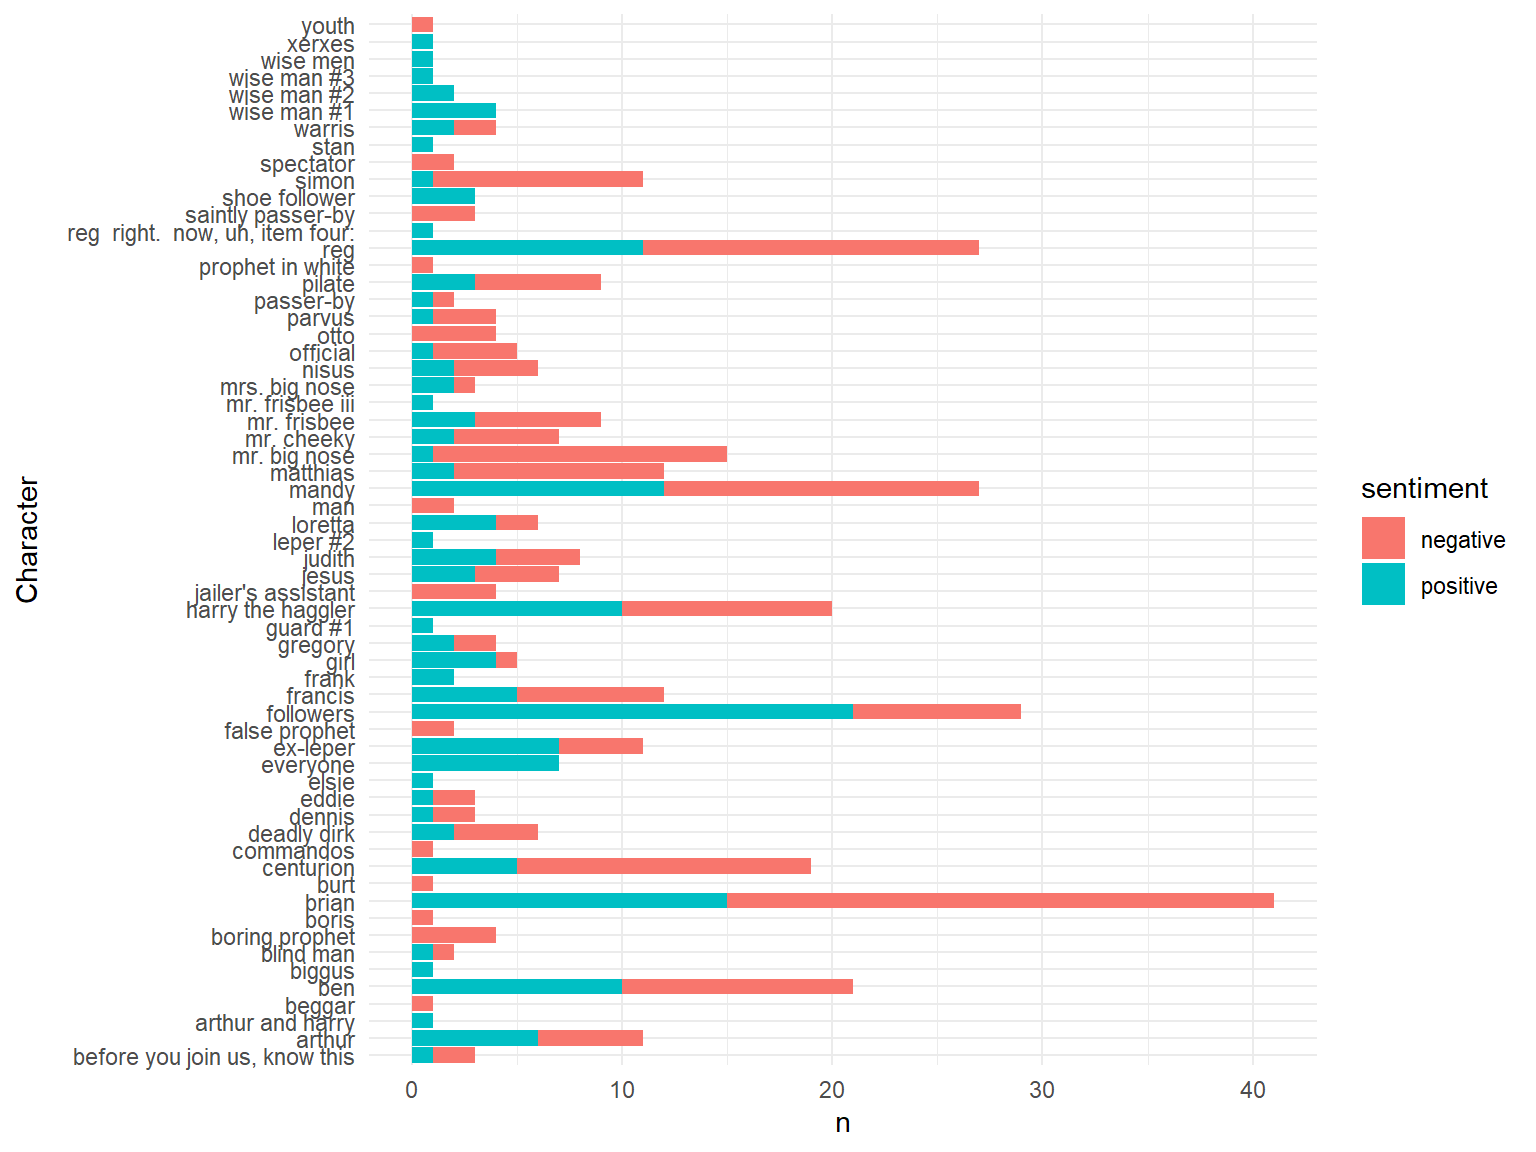 youth
xerxes
wise men
wise man #3
wise man #2
wise man #1
warris
stan
spectator
simon
shoe follower
saintly passer-by
reg  right.  now, uh, item four:
reg
prophet in white
pilate
passer-by
parvus
otto
official
nisus
mrs. big nose
mr. frisbee iii
mr. frisbee
mr. cheeky
mr. big nose
matthias
mandy
man
loretta
leper #2
judith
jesus
jailer's assistant
harry the haggler
guard #1
gregory
girl
frank
francis
followers
false prophet
ex-leper
everyone
elsie
eddie
dennis
deadly dirk
commandos
centurion
burt
brian
boris
boring prophet
blind man
biggus
ben
beggar
arthur and harry
arthur
before you join us, know this
Character
0 10 20 30 40
n
sentiment
negative
positive